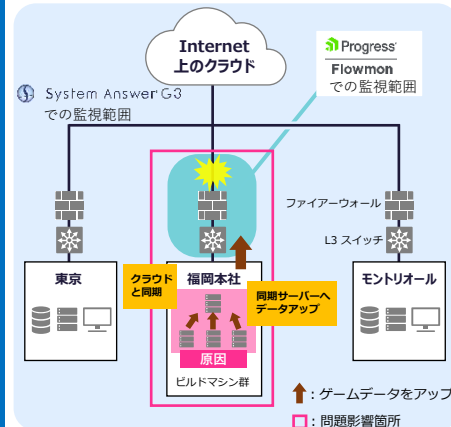 Internet
上のクラウド
Progress
Flowmon
での監視範囲
System Answer G3
での監視範囲
ファイアーウォール
L3 スイッチ
東京
クラウド
と同期
福岡本社
同期サーバーへ
データアップ
モントリオール
原因
ビルドマシン群
：ゲームデータをアップ
：問題影響箇所